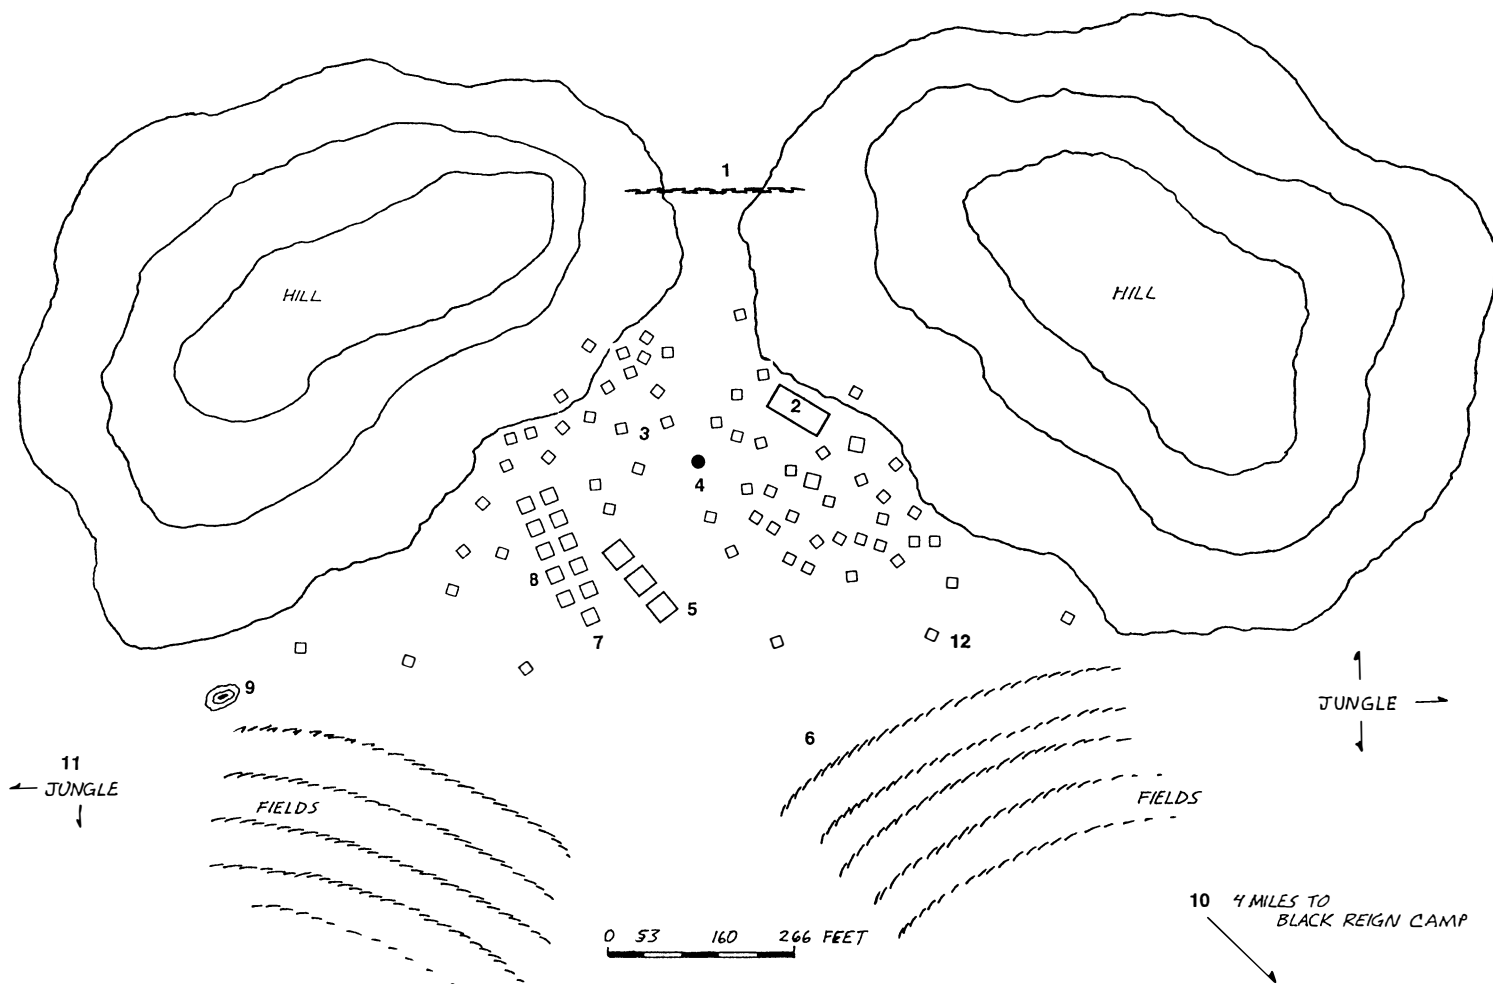 1
HILL
HILL
2
3
4
8
5
7
12
9
6
JUNGLE
11
JUNGLE
FIELDS
FIELDS
10 4 MILES TO
BLACK REIGN CAMP
0 53 160 266 FEET